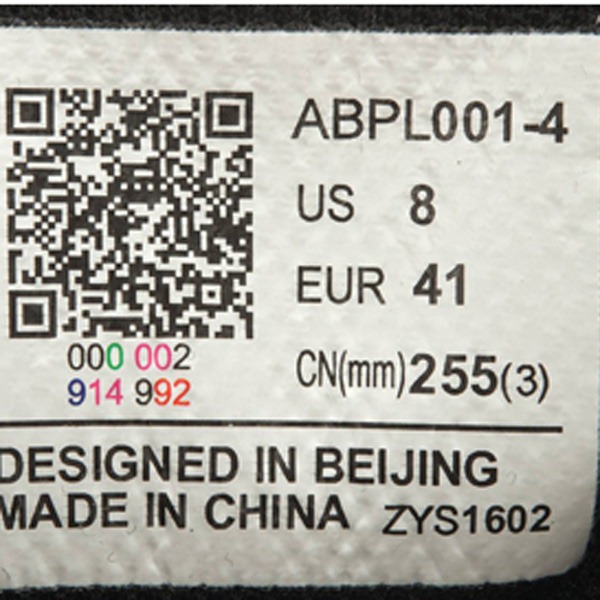 ABPL001-4
US 8
EUR 41
CN(mm)255(3)
000 002
914 992
DESIGNED IN BEIJING
MADE IN CHINA ZYS1602